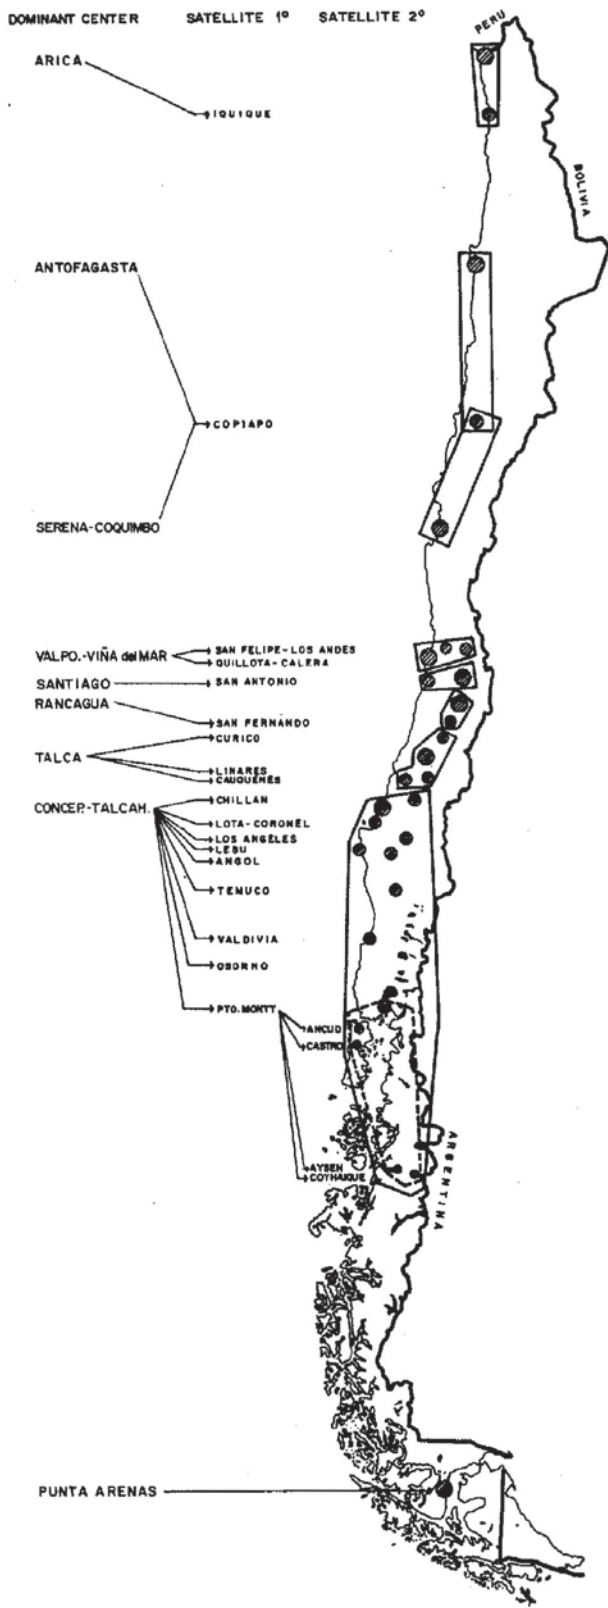 DOMINANT CENTER SATELLITE 1º SATELLITE 2º
PERU
ARICA
IQUIQUE
BOLIVIA
ANTOFAGASTA
COPIAPO
SERENA-COQUIMBO
VALPO.-VIÑA del MAR
SAN FELIPE-LOS ANDES
QUILLOTA-CALERA
SANTIAGO
SAN ANTONIO
RANCAGUA
SAN FERNANDO
CURICO
TALCA
LINARES
CAUQUENES
CONCEP.-TALCAH.
CHILLAN
LOTA-CORONEL
LOS ANGELES
LEBU
ANGOL
TEMUCO
VALDIVIA
OSORNO
PTO. MONTT
ANCUD
CASTRO
ARGENTINA
AYSEN
COYHAIQUE
PUNTA ARENAS